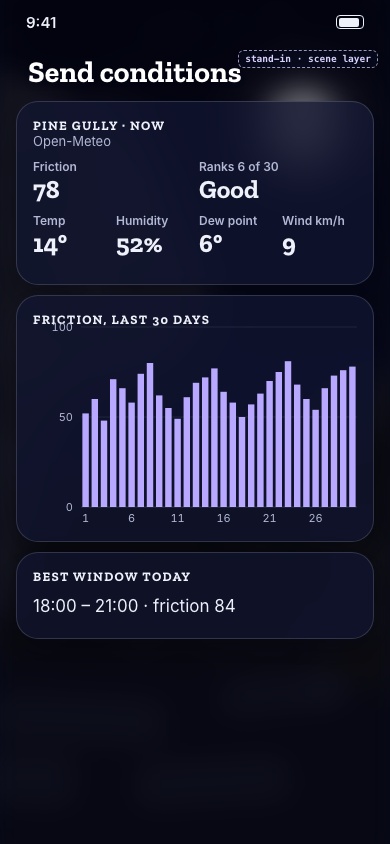 9:41
stand-in · scene layer
Send conditions
PINE GULLY · NOW
Open-Meteo
Friction
Ranks 6 of 30
78
Good
Temp
Humidity
Dew point
Wind km/h
14°
52%
6°
9
FRICTION, LAST 30 DAYS
100
50
0
1 6 11 16 21 26
BEST WINDOW TODAY
18:00 – 21:00 · friction 84